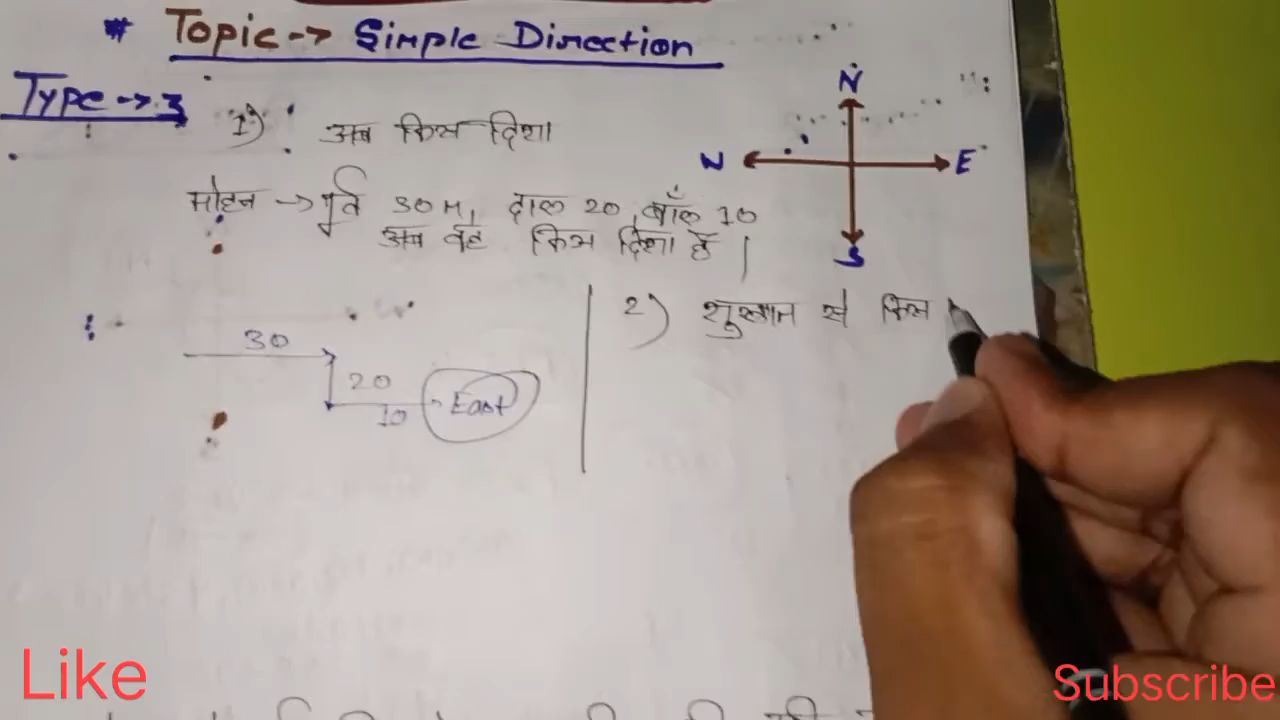 # Topic → Simple Direction
Type → 3
1) अब किस दिशा
N
W E
S
मोहन → पूर्व 30M, दाएं 20, बाँए 10
अब वह किस दिशा है |
30
20
10
East
2) शुरुआत से किस
Like
Subscribe